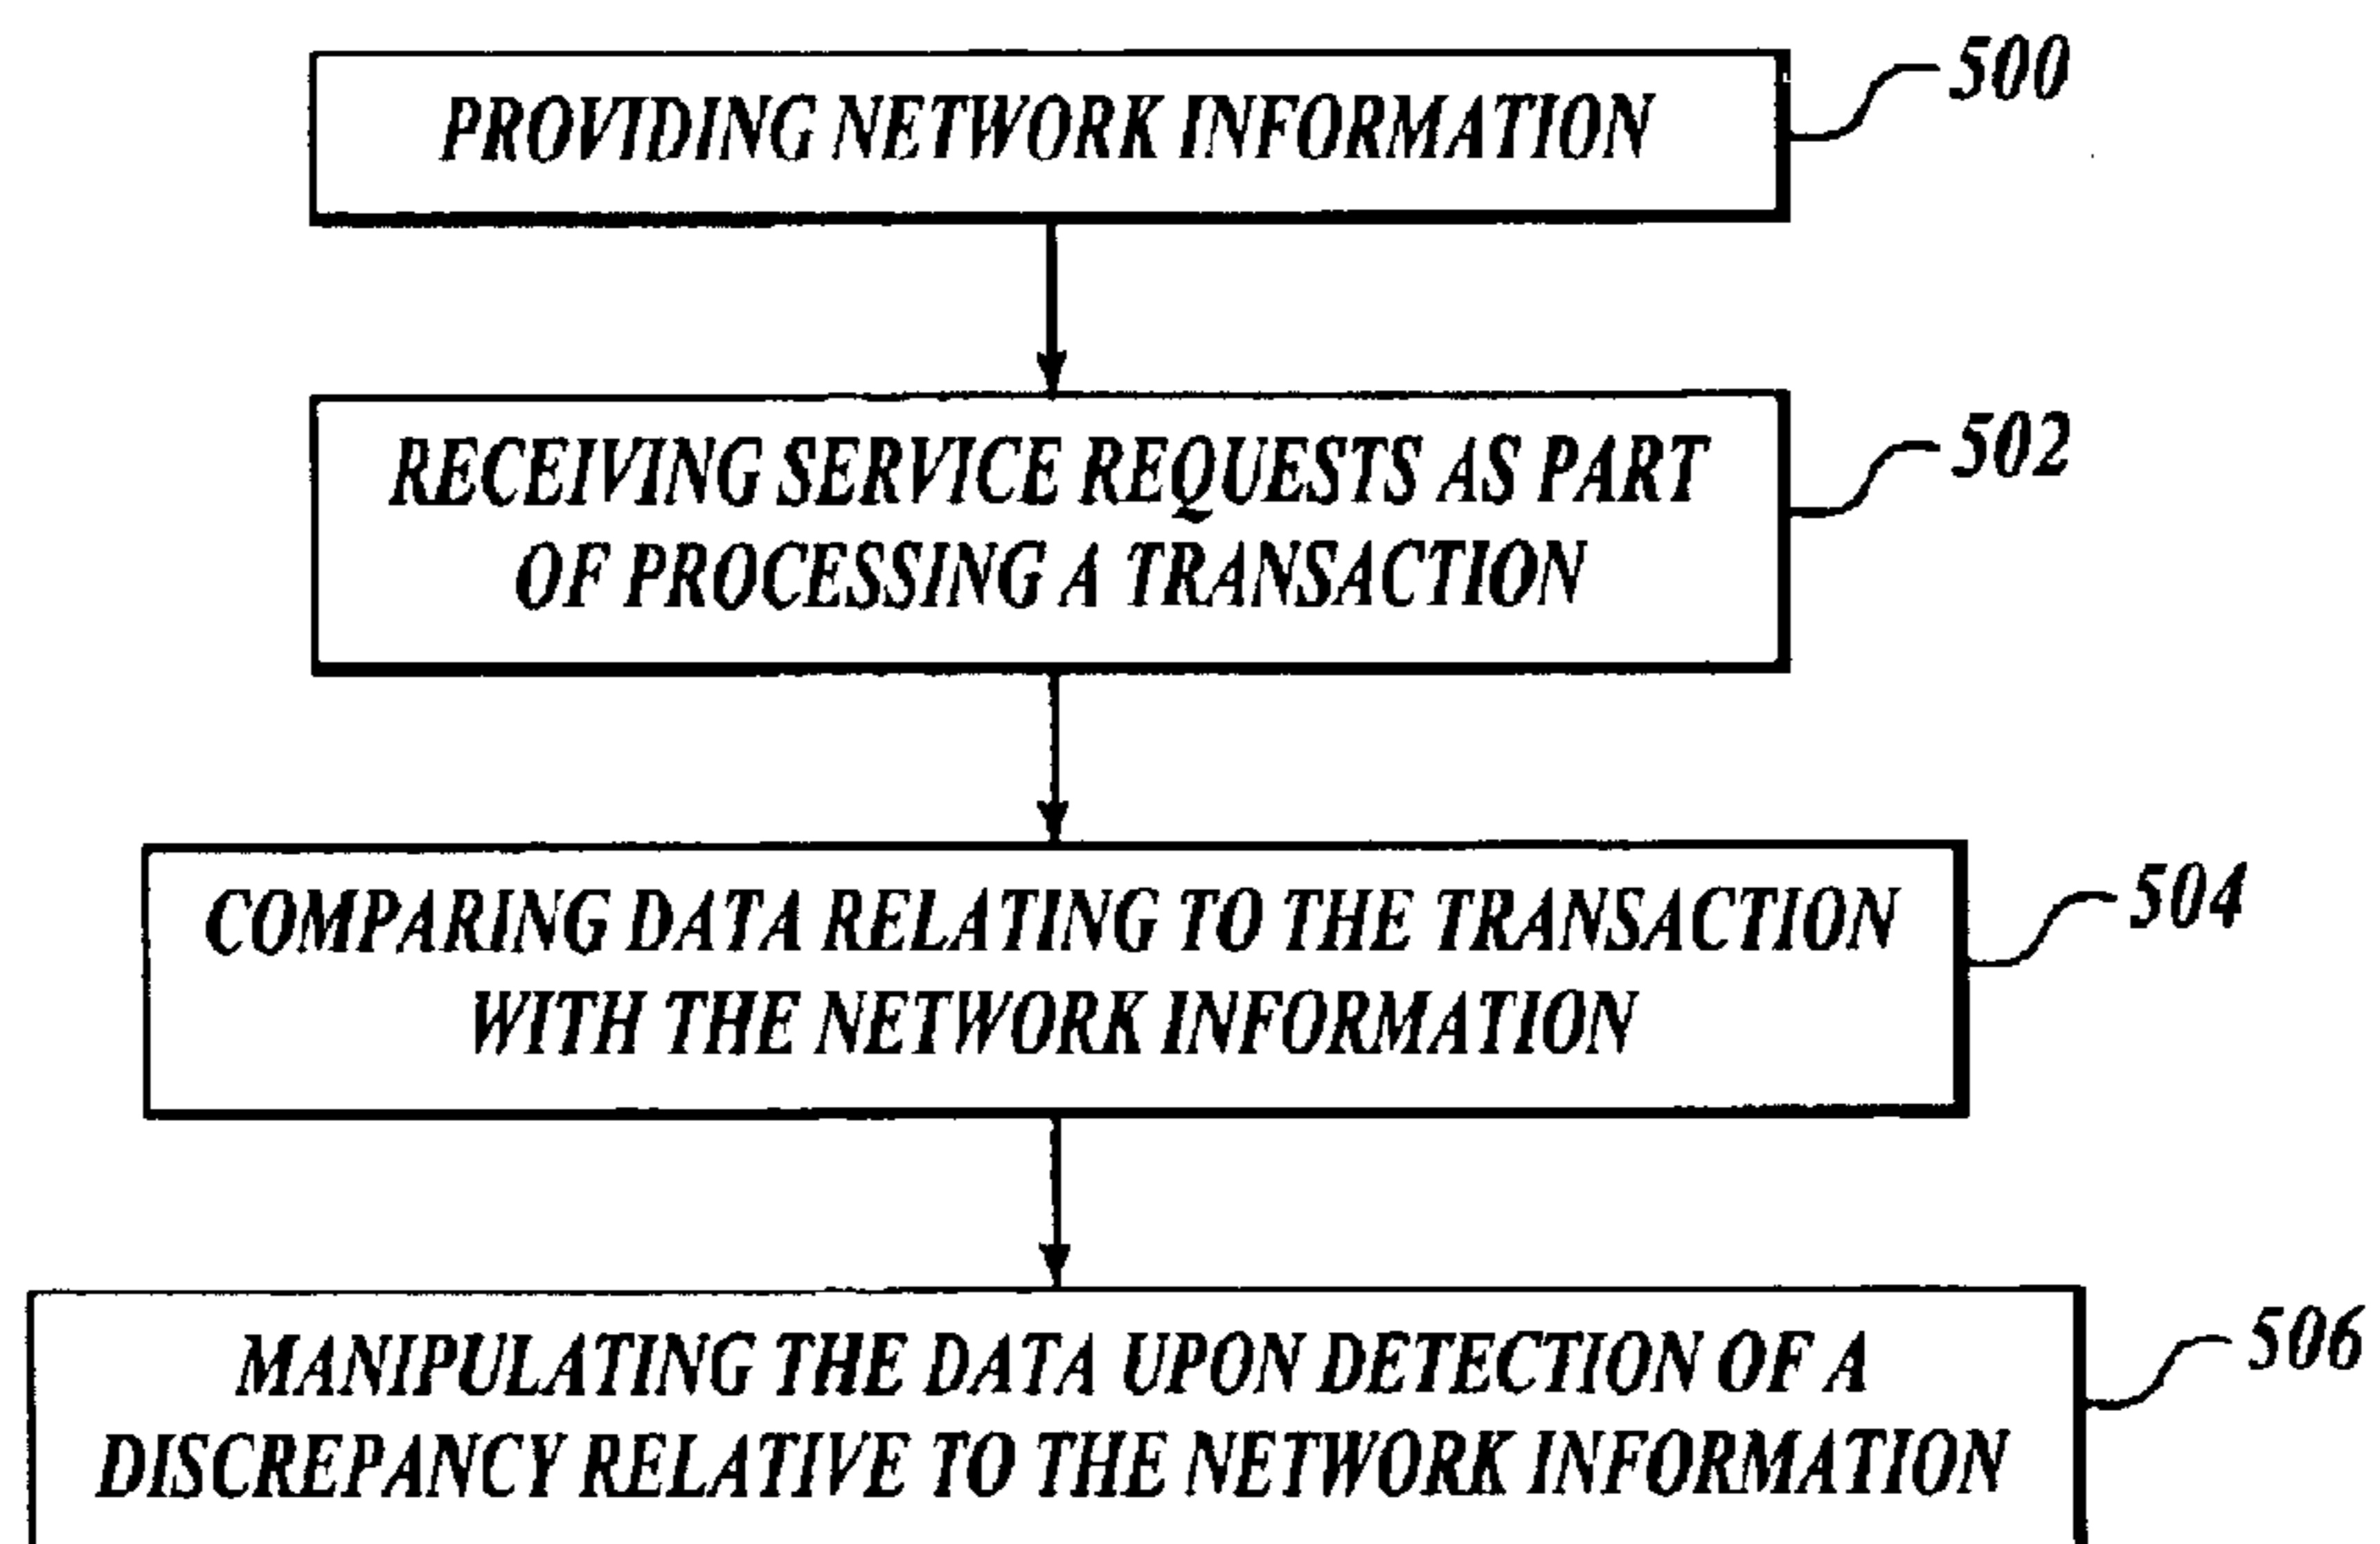 PROVIDING NETWORK INFORMATION
500
RECEIVING SERVICE REQUESTS AS PART
OF PROCESSING A TRANSACTION
502
COMPARING DATA RELATING TO THE TRANSACTION
WITH THE NETWORK INFORMATION
504
MANIPULATING THE DATA UPON DETECTION OF A
DISCREPANCY RELATIVE TO THE NETWORK INFORMATION
506